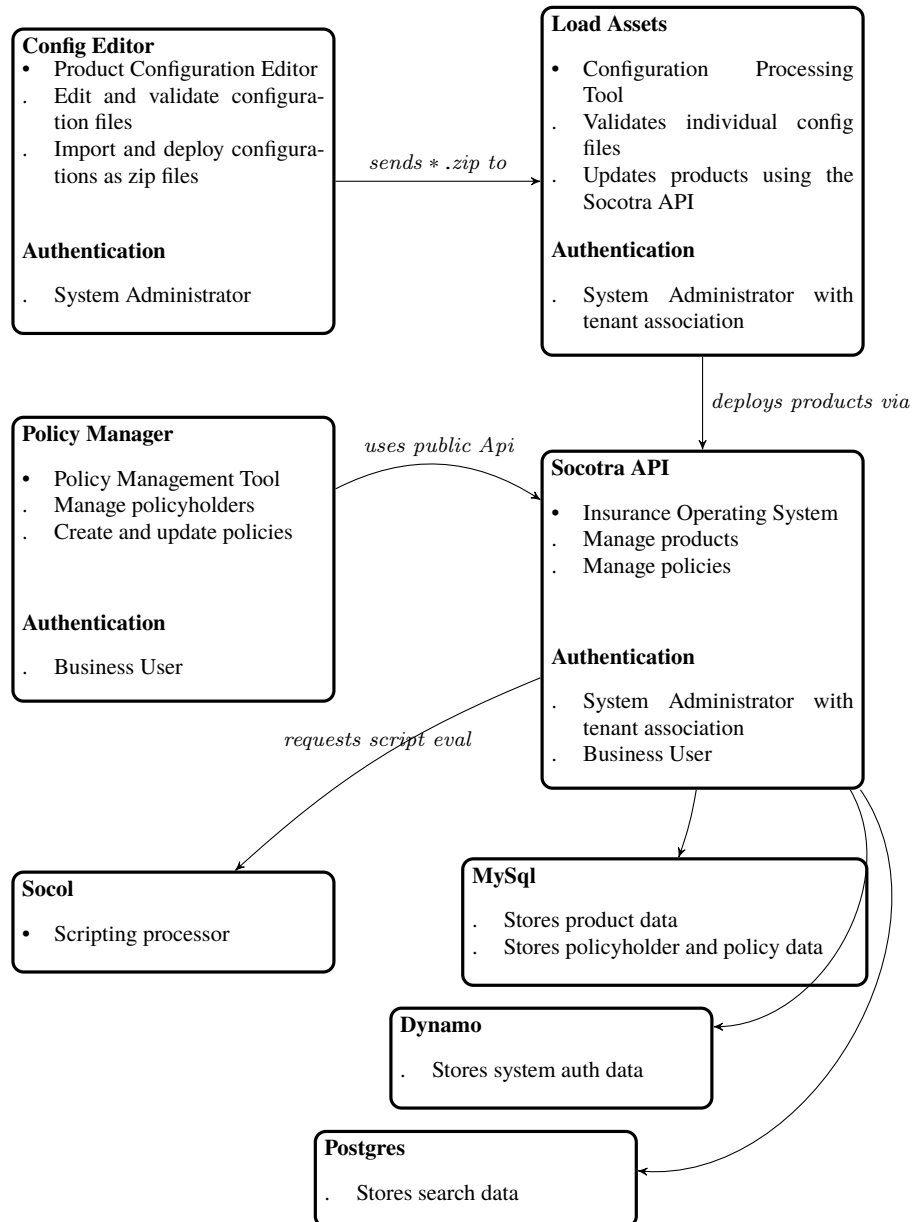 Config Editor
• Product Configuration Editor
. Edit and validate configura-
tion files
. Import and deploy configura-
tions as zip files
Authentication
. System Administrator
sends * .zip to
Load Assets
• Configuration Processing
Tool
. Validates individual config
files
. Updates products using the
Socotra API
Authentication
. System Administrator with
tenant association
deploys products via
Policy Manager
• Policy Management Tool
. Manage policyholders
. Create and update policies
Authentication
. Business User
uses public Api
Socotra API
• Insurance Operating System
. Manage products
. Manage policies
Authentication
. System Administrator with
tenant association
. Business User
requests script eval
Socol
• Scripting processor
MySql
. Stores product data
. Stores policyholder and policy data
Dynamo
. Stores system auth data
Postgres
. Stores search data